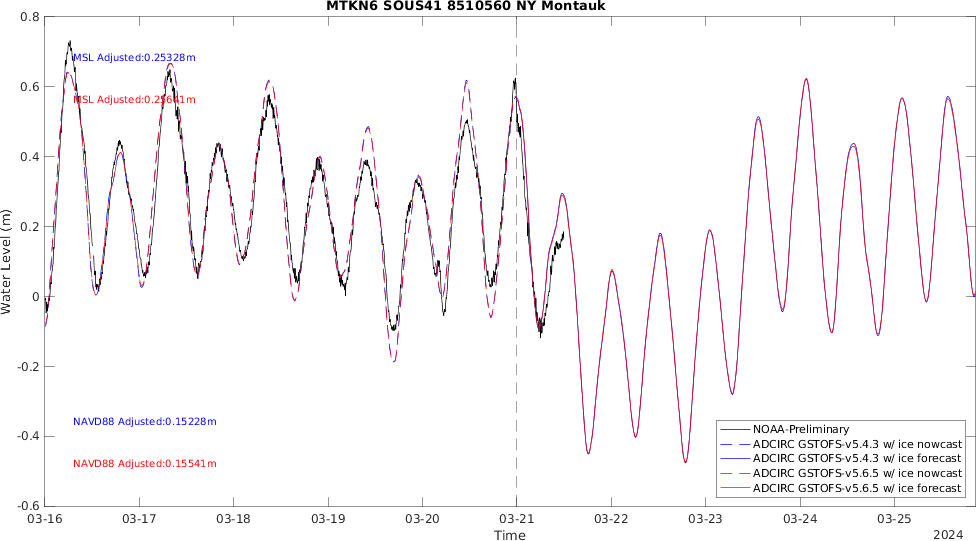 MTKN6 SOUS41 8510560 NY Montauk
0.8
0.6
0.4
0.2
0
-0.2
-0.4
-0.6
Water Level (m)
MSL Adjusted:0.25328m
NAVD88 Adjusted:0.15228m
NAVD88 Adjusted:0.15541m
NOAA-Preliminary
ADCIRC GSTOFS-v5.4.3 w/ ice nowcast
ADCIRC GSTOFS-v5.4.3 w/ ice forecast
ADCIRC GSTOFS-v5.6.5 w/ ice nowcast
ADCIRC GSTOFS-v5.6.5 w/ ice forecast
03-16 03-17 03-18 03-19 03-20 03-21 03-22 03-23 03-24 03-25
Time
2024